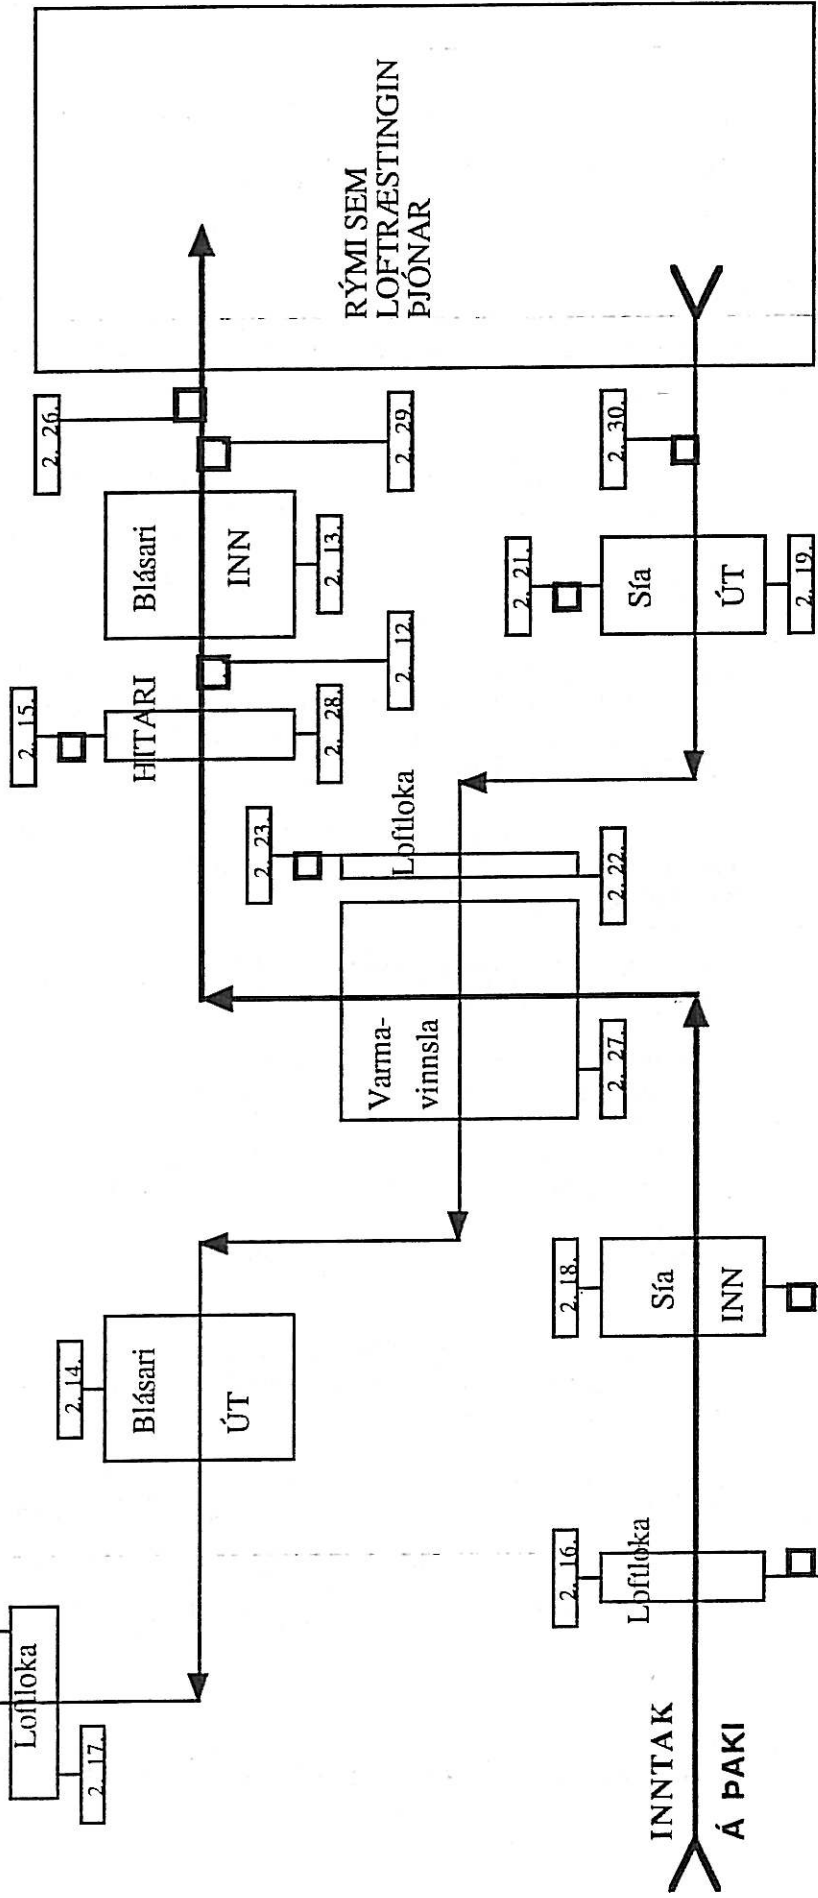 RÝMI SEM
LOFTRÆSTINGIN
ÞJÓNAR
2. 26.
2. 29.
2. 30.
Blásari
INN
2. 13.
2. 21.
Sía
ÚT
2. 19.
2. 12.
2. 15.
HITARI
2. 28.
2. 23.
Loftloka
2. 22.
Varma-
vinnsla
2. 27.
2. 18.
Sía
INN
2. 14.
Blásari
ÚT
2. 16.
Loftloka
Loftloka
2. 17.
INNTAK
Á ÞAKI